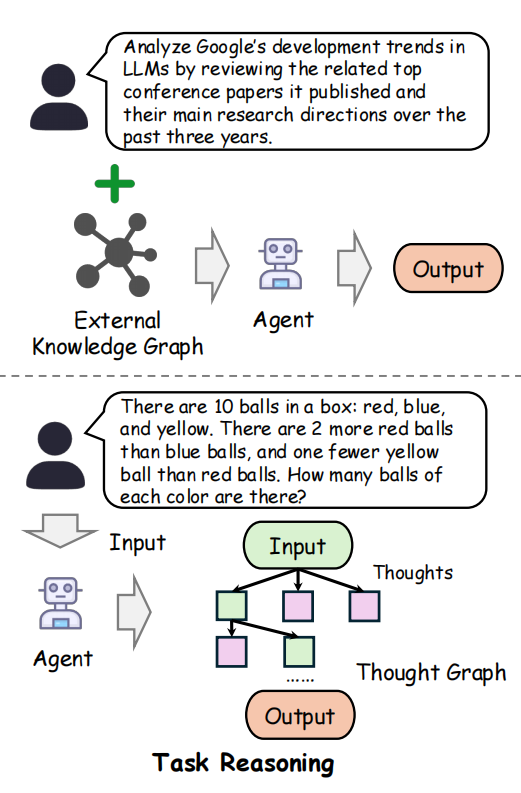 Analyze Google's development trends in
LLMs by reviewing the related top
conference papers it published and
their main research directions over the
past three years.
External
Knowledge Graph
Agent
Output
There are 10 balls in a box: red, blue,
and yellow. There are 2 more red balls
than blue balls, and one fewer yellow
ball than red balls. How many balls of
each color are there?
Input
Agent
Input
Thoughts
......
Thought Graph
Output
Task Reasoning